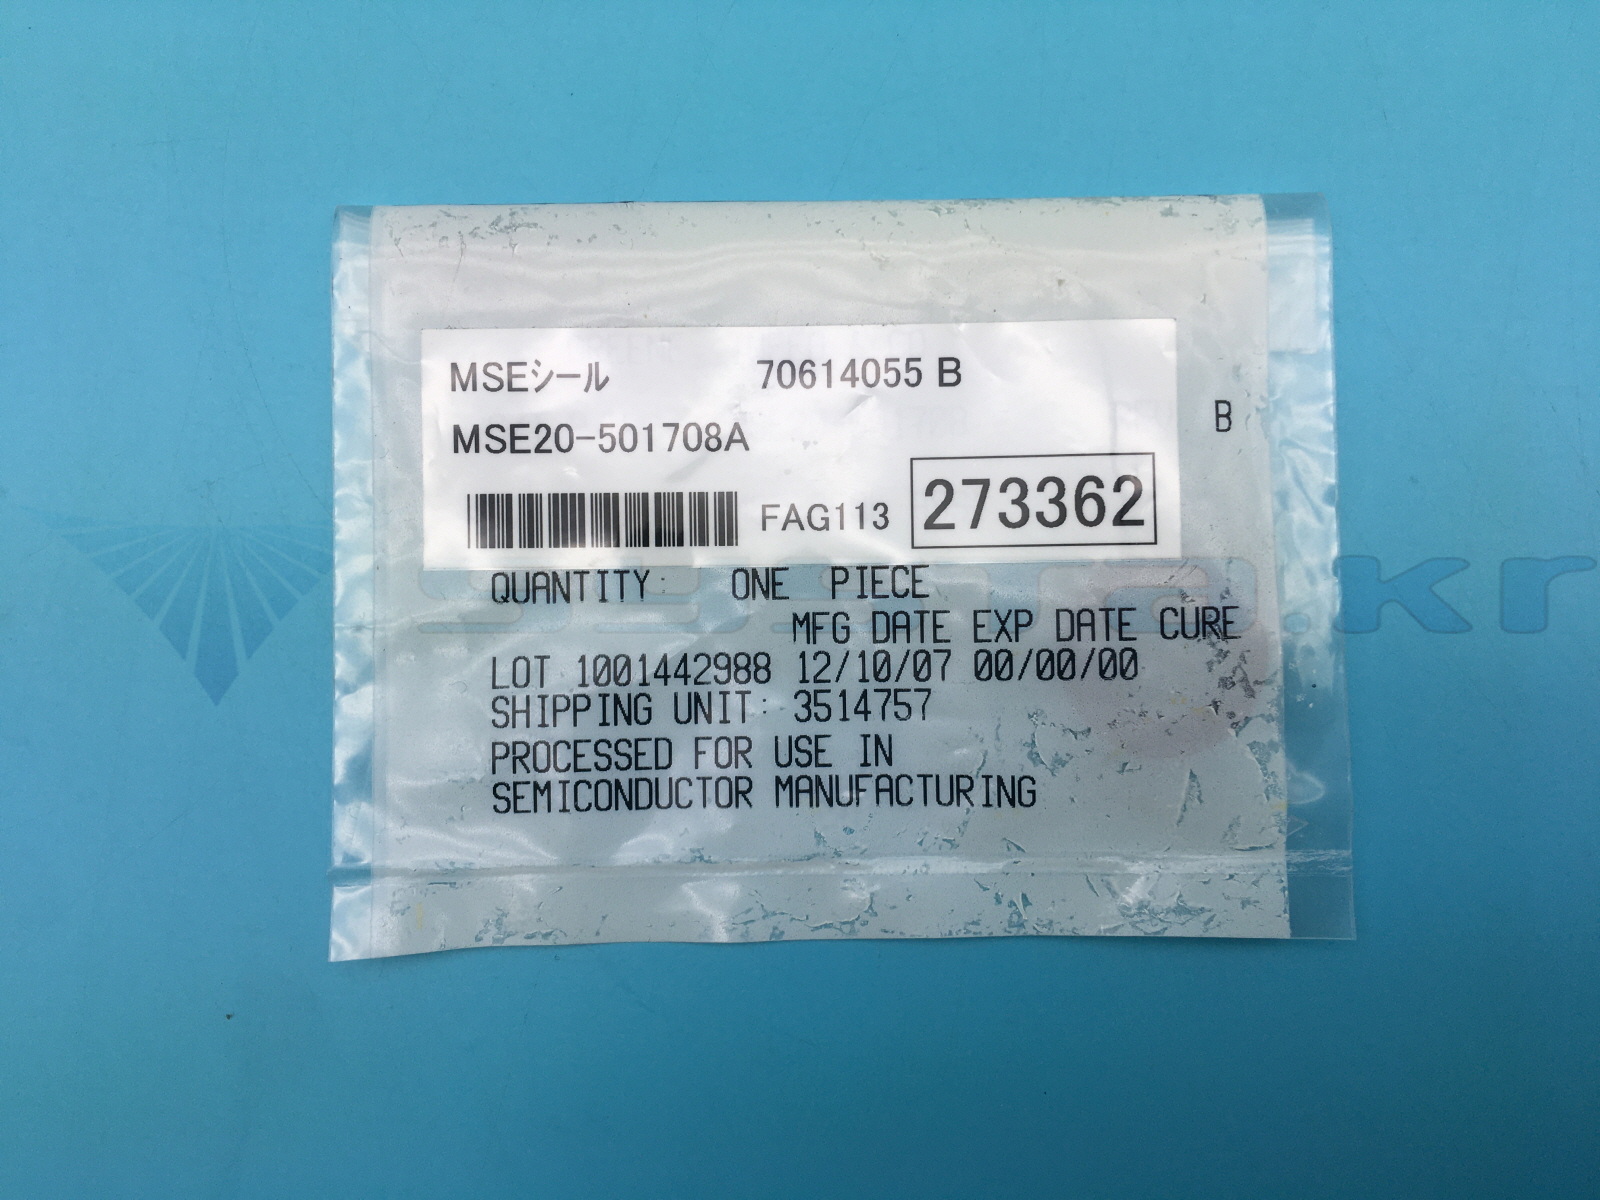 MSEシール 70614055 B
B
MSE20-501708A
FAG113 273362
QUANTITY: ONE PIECE
MFG DATE EXP DATE CURE
LOT 1001442988 12/10/07 00/00/00
SHIPPING UNIT: 3514757
PROCESSED FOR USE IN
SEMICONDUCTOR MANUFACTURING